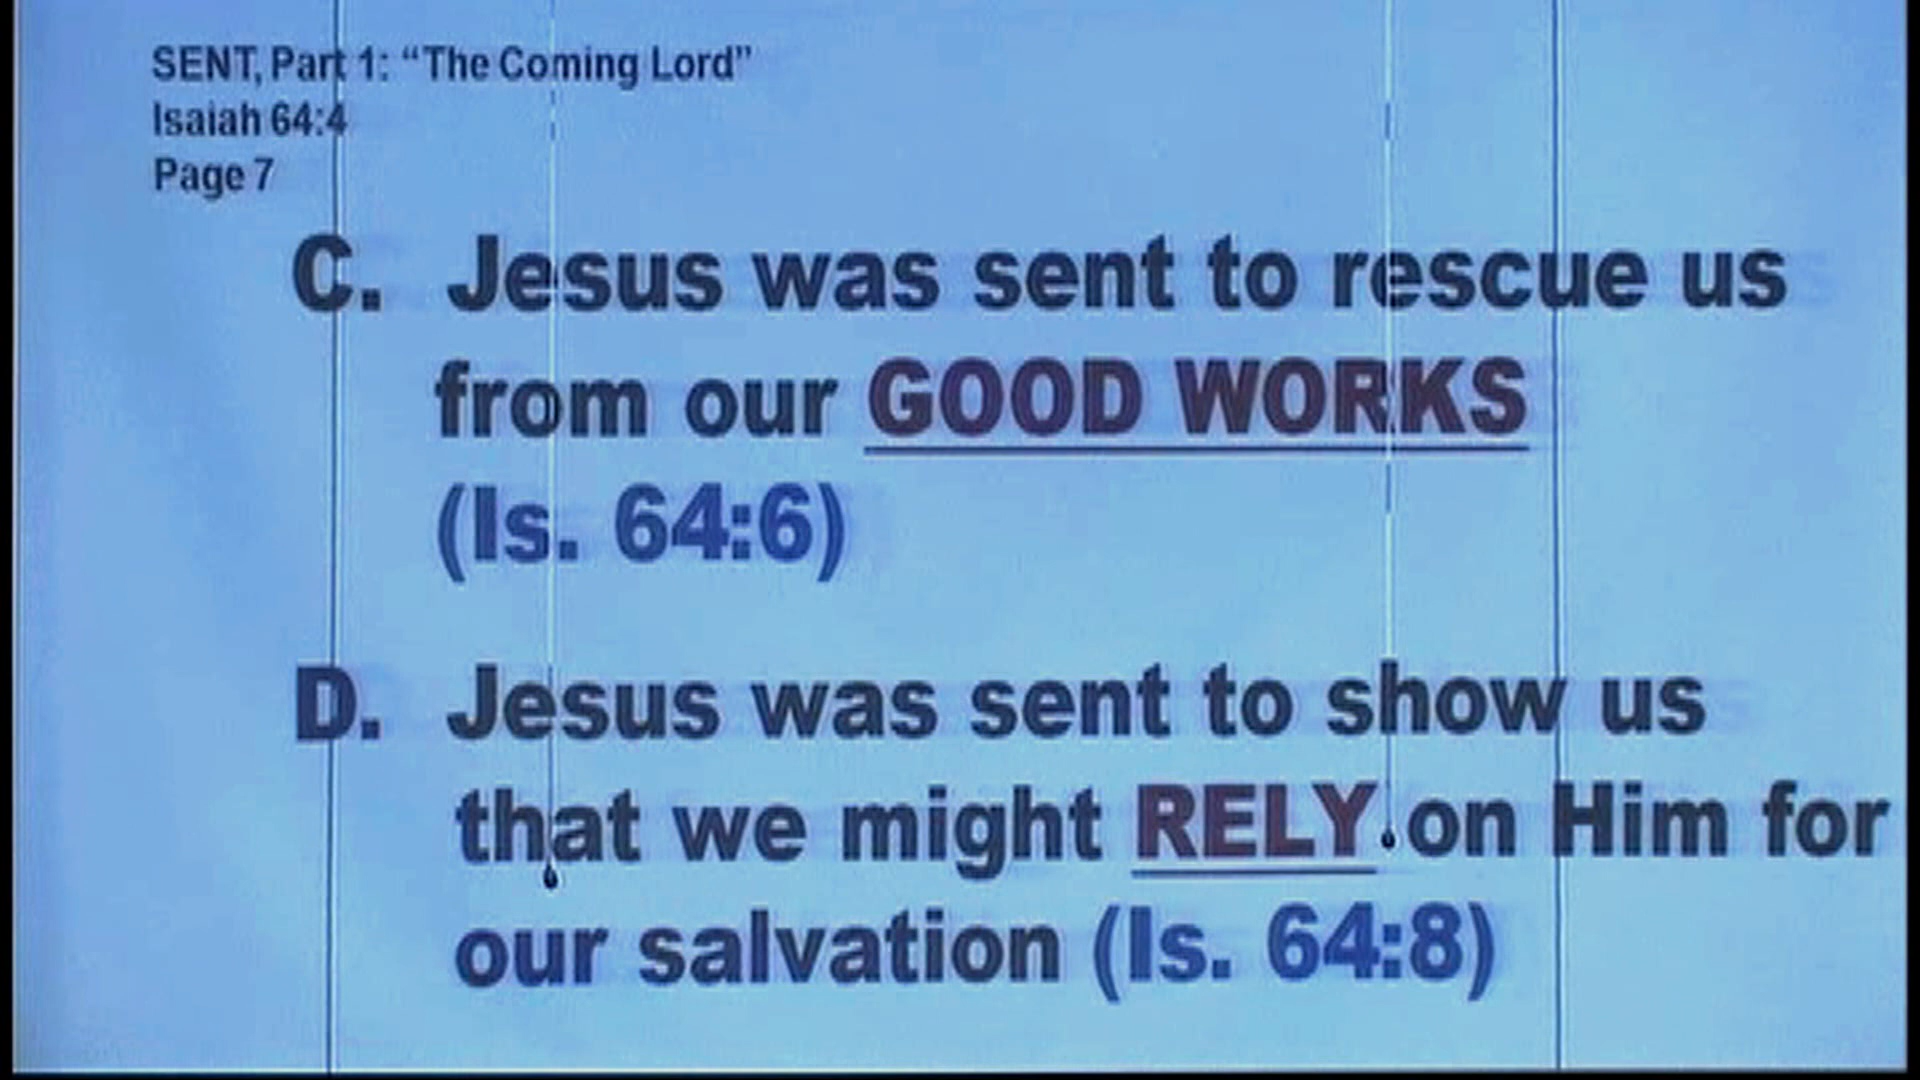 SENT, Part 1: “The Coming Lord”
Isaiah 64:4
Page 7
C. Jesus was sent to rescue us
from our GOOD WORKS
(Is. 64:6)
D. Jesus was sent to show us
that we might RELY on Him for
our salvation (Is. 64:8)